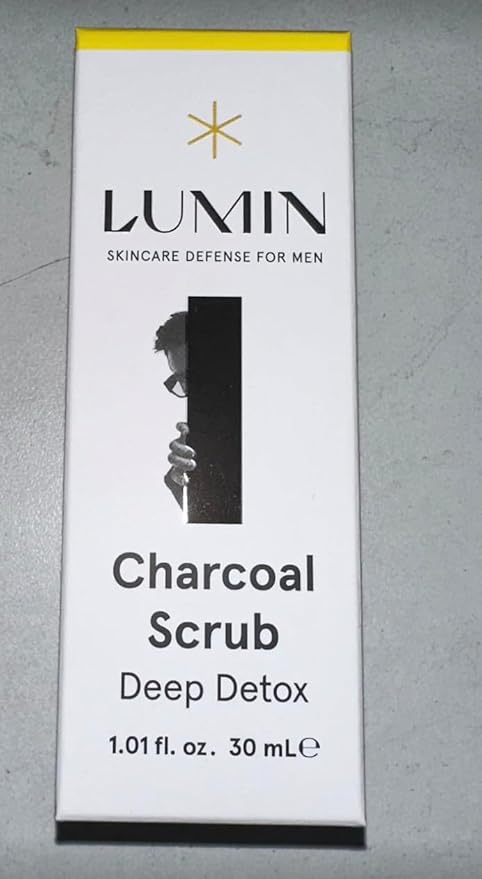 LUMIN
SKINCARE DEFENSE FOR MEN
Charcoal
Scrub
Deep Detox
1.01 fl. oz. 30 mL℮